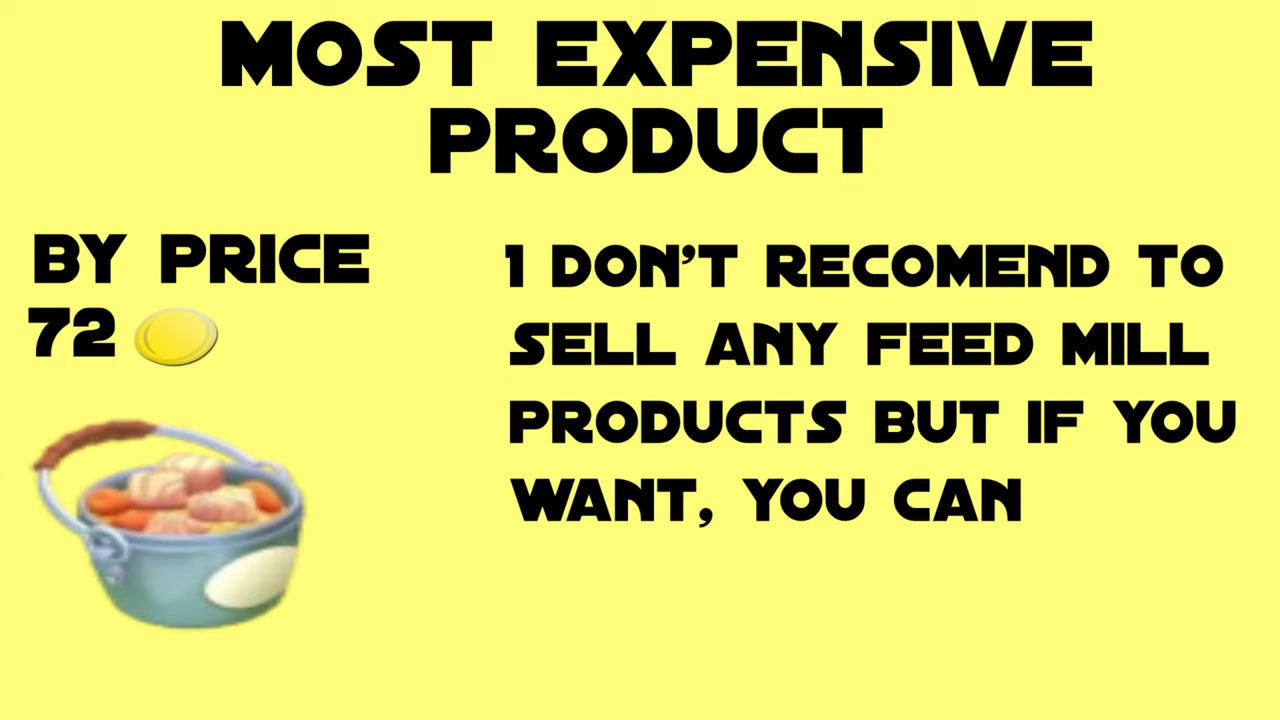 MOST EXPENSIVE
PRODUCT
BY PRICE
72
I DON'T RECOMEND TO
SELL ANY FEED MILL
PRODUCTS BUT IF YOU
WANT, YOU CAN